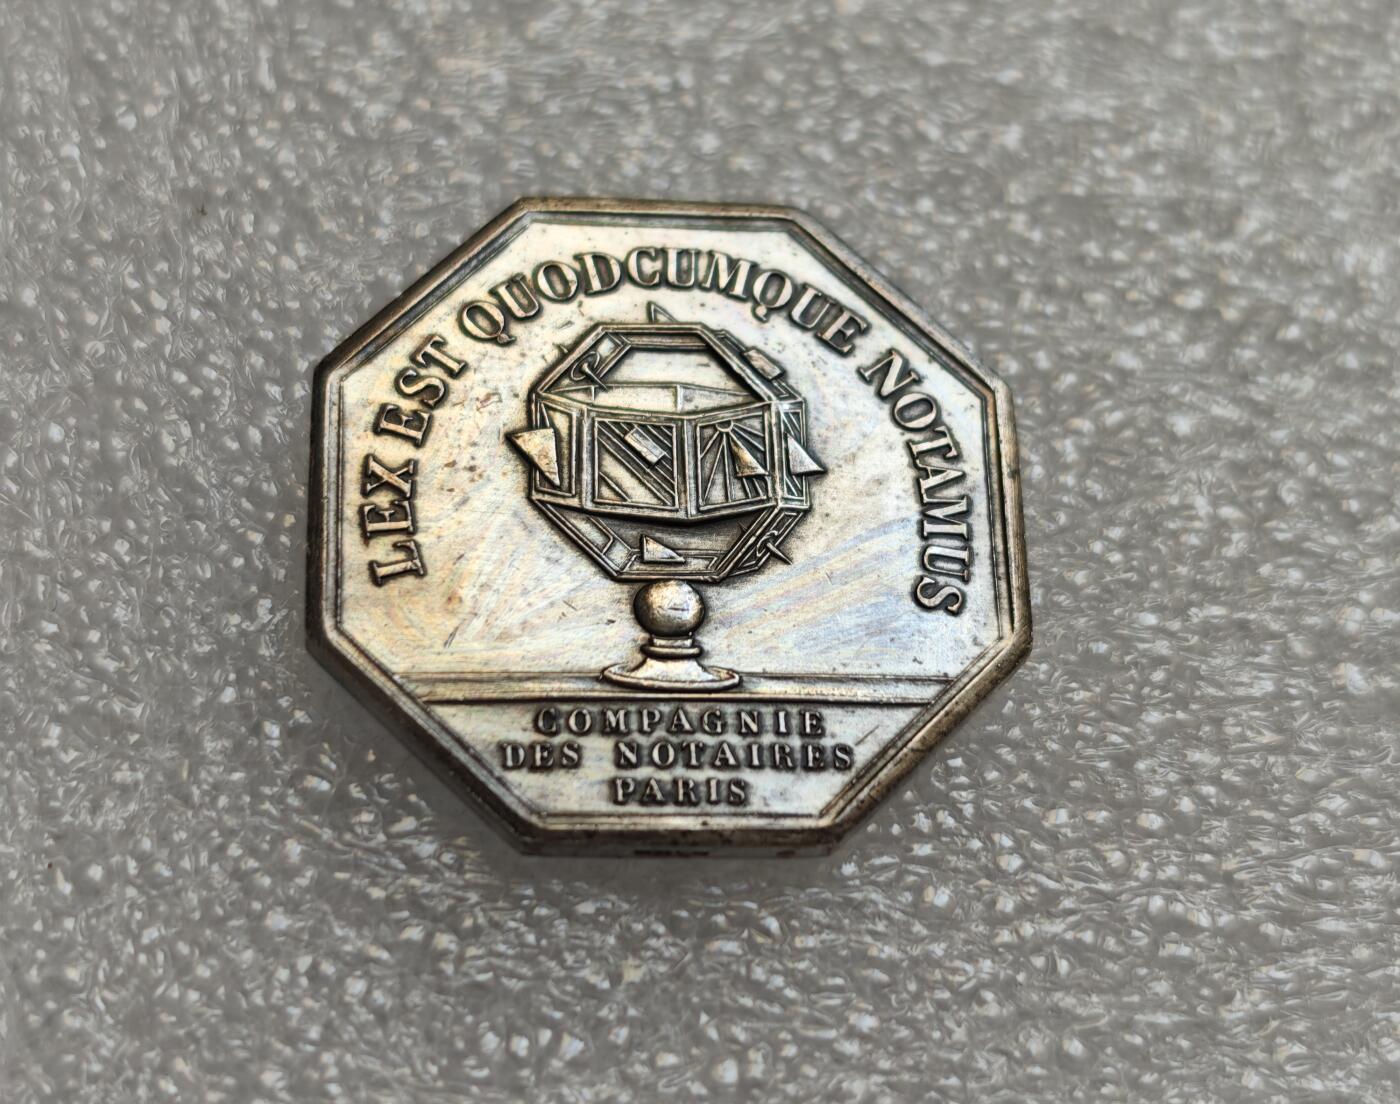 LEX EST QUODCUMQUE NOTAMUS
COMPAGNIE
DES NOTAIRES
PARIS